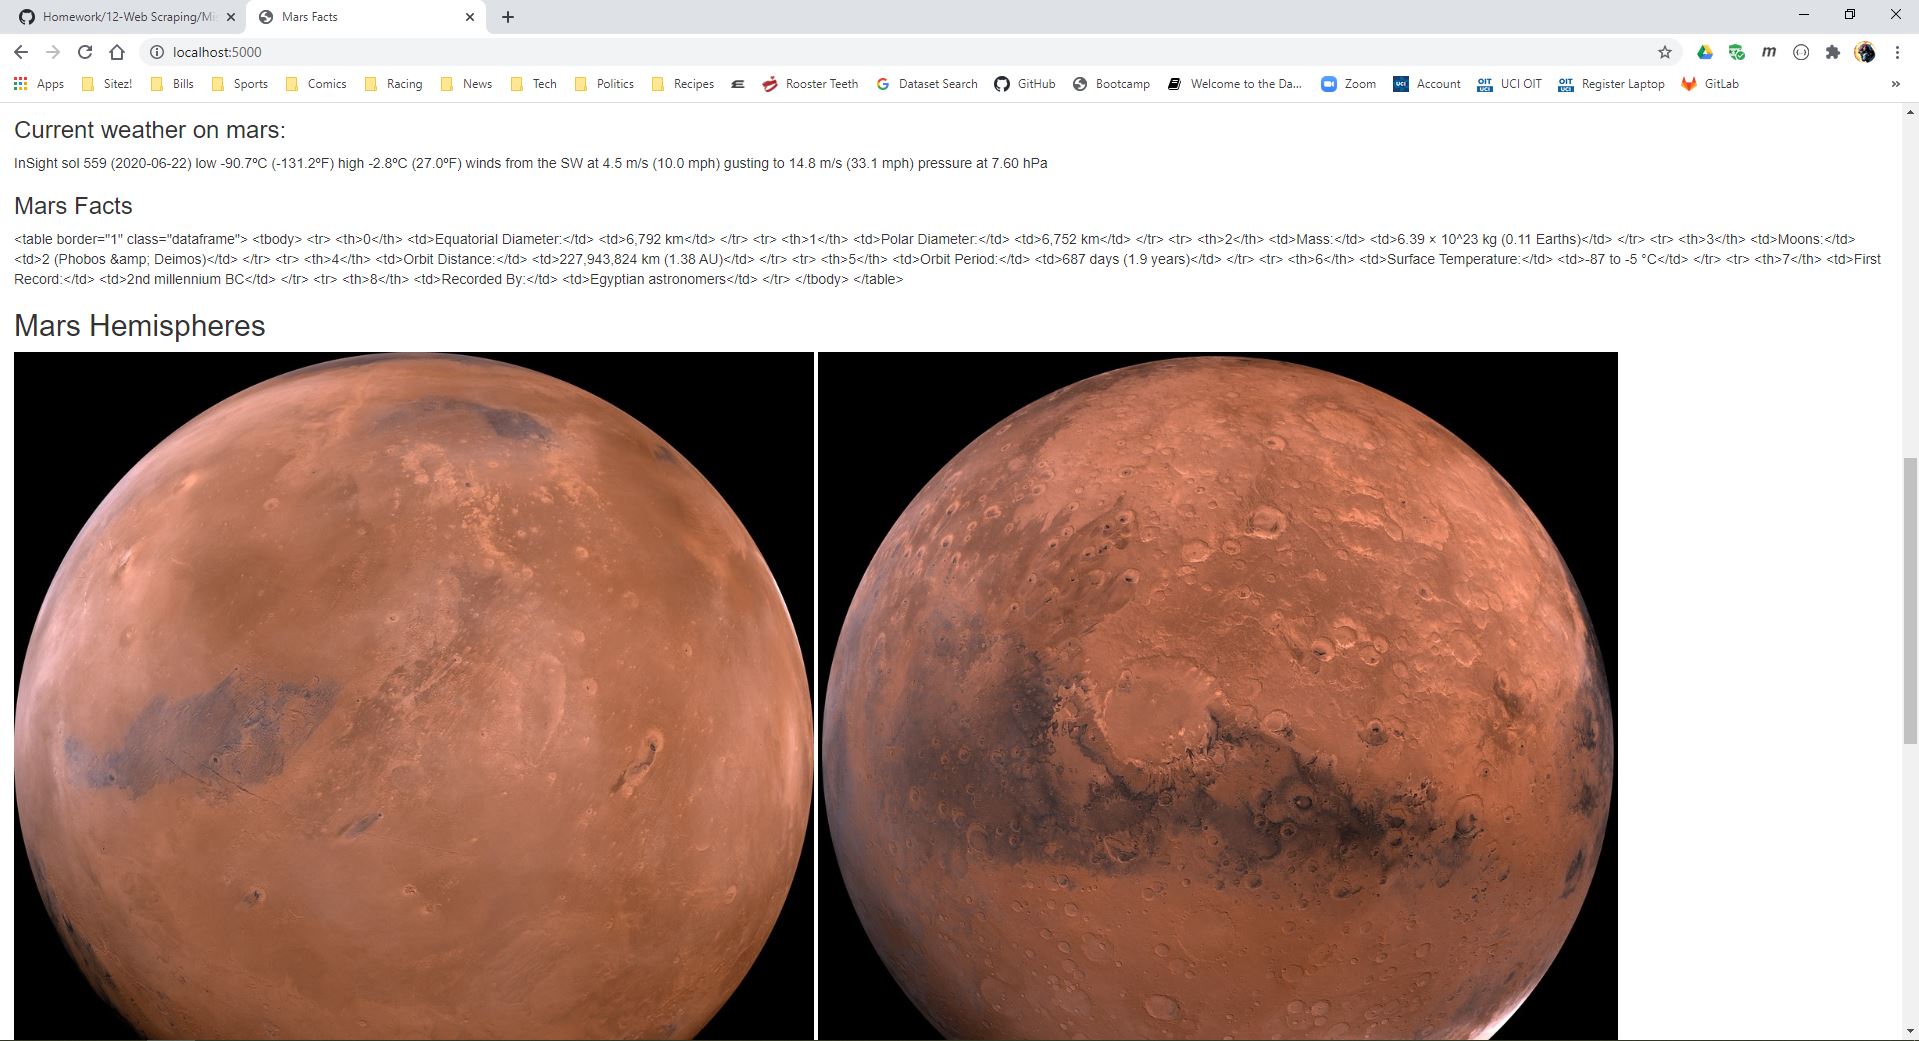 Homework/12-Web Scraping/Mi
Mars Facts
localhost:5000
Apps Sitez! Bills Sports Comics Racing News Tech Politics Recipes Rooster Teeth Dataset Search GitHub Bootcamp Welcome to the Da... Zoom Account UCI OIT Register Laptop GitLab »
Current weather on mars:
InSight sol 559 (2020-06-22) low -90.7ºC (-131.2ºF) high -2.8ºC (27.0ºF) winds from the SW at 4.5 m/s (10.0 mph) gusting to 14.8 m/s (33.1 mph) pressure at 7.60 hPa
Mars Facts
<table border="1" class="dataframe"> <tbody> <tr> <th>0</th> <td>Equatorial Diameter:</td> <td>6,792 km</td> </tr> <tr> <th>1</th> <td>Polar Diameter:</td> <td>6,752 km</td> </tr> <tr> <th>2</th> <td>Mass:</td> <td>6.39 × 10^23 kg (0.11 Earths)</td> </tr> <tr> <th>3</th> <td>Moons:</td>
<td>2 (Phobos &amp; Deimos)</td> </tr> <tr> <th>4</th> <td>Orbit Distance:</td> <td>227,943,824 km (1.38 AU)</td> </tr> <tr> <th>5</th> <td>Orbit Period:</td> <td>687 days (1.9 years)</td> </tr> <tr> <th>6</th> <td>Surface Temperature:</td> <td>-87 to -5 °C</td> </tr> <tr> <th>7</th> <td>First
Record:</td> <td>2nd millennium BC</td> </tr> <tr> <th>8</th> <td>Recorded By:</td> <td>Egyptian astronomers</td> </tr> </tbody> </table>
Mars Hemispheres